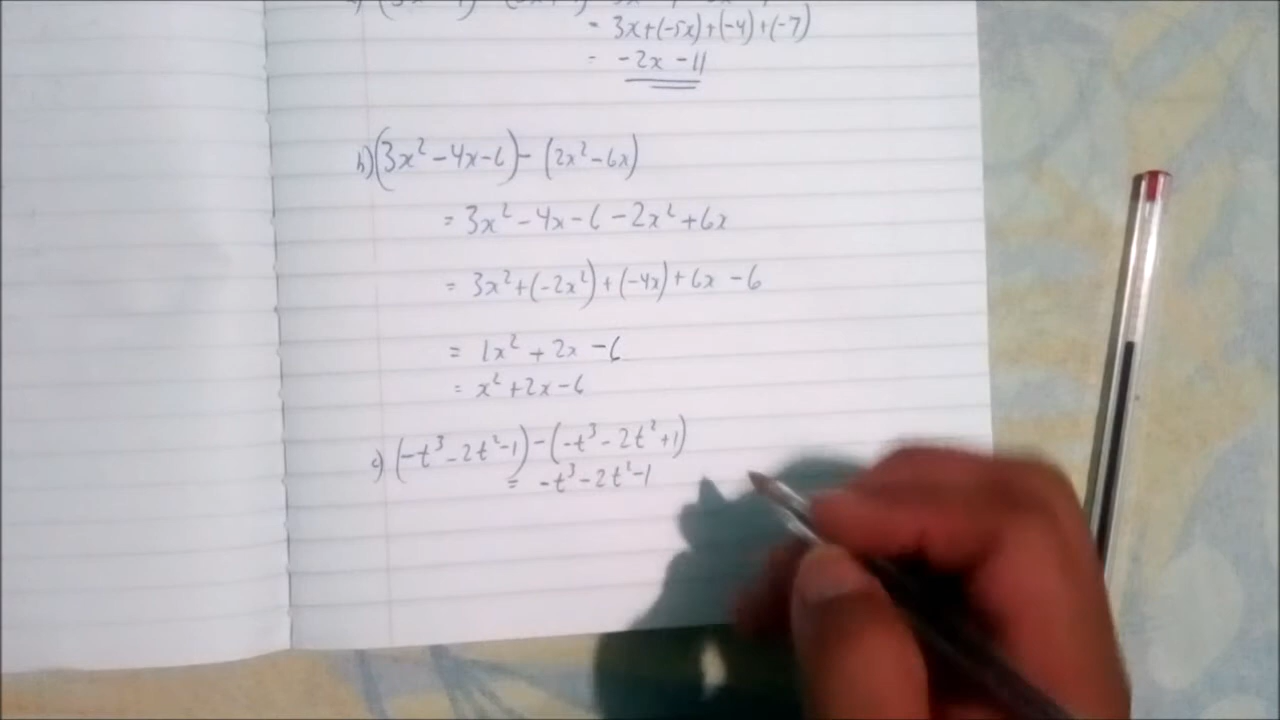 = 3x+(-5x)+(-4)+(-7)
= -2x -11
b)(3x² -4x-6)- (2x²-6x)
= 3x² -4x-6 -2x² +6x
= 3x²+(-2x²)+(-4x)+6x -6
= 1x² +2x -6
= x² +2x-6
c) (-t³-2t²-1)-(-t³-2t²+1)
= -t³-2t²-1